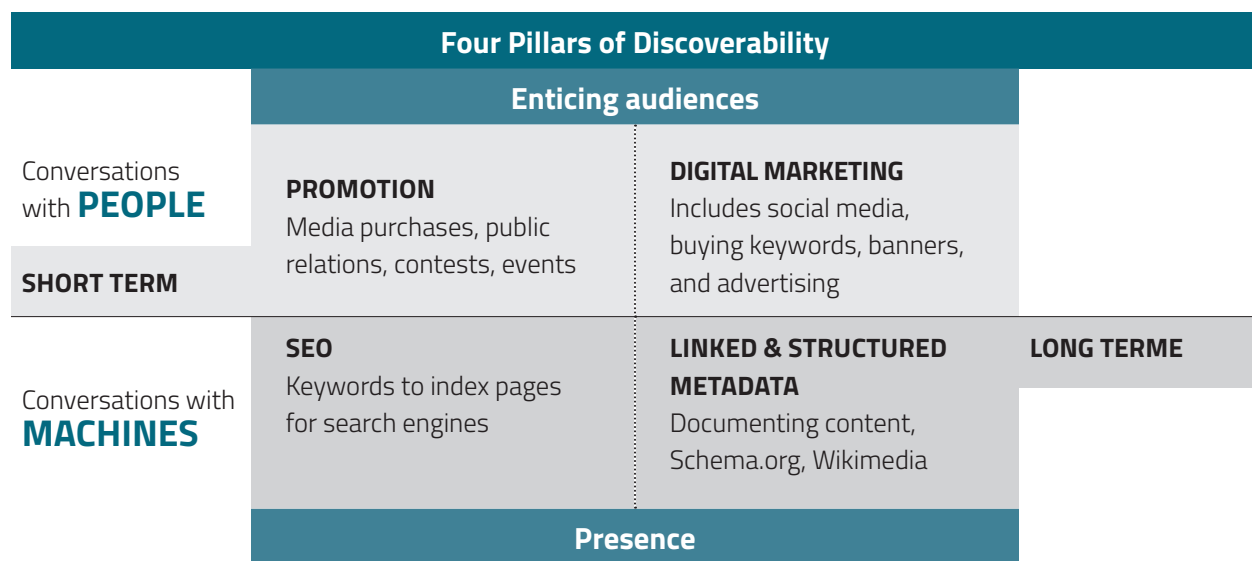 Four Pillars of Discoverability
Enticing audiences
Conversations
with PEOPLE
SHORT TERM
PROMOTION
Media purchases, public
relations, contests, events
DIGITAL MARKETING
Includes social media,
buying keywords, banners,
and advertising
Conversations with
MACHINES
SEO
Keywords to index pages
for search engines
LINKED & STRUCTURED
METADATA
Documenting content,
Schema.org, Wikimedia
LONG TERME
Presence